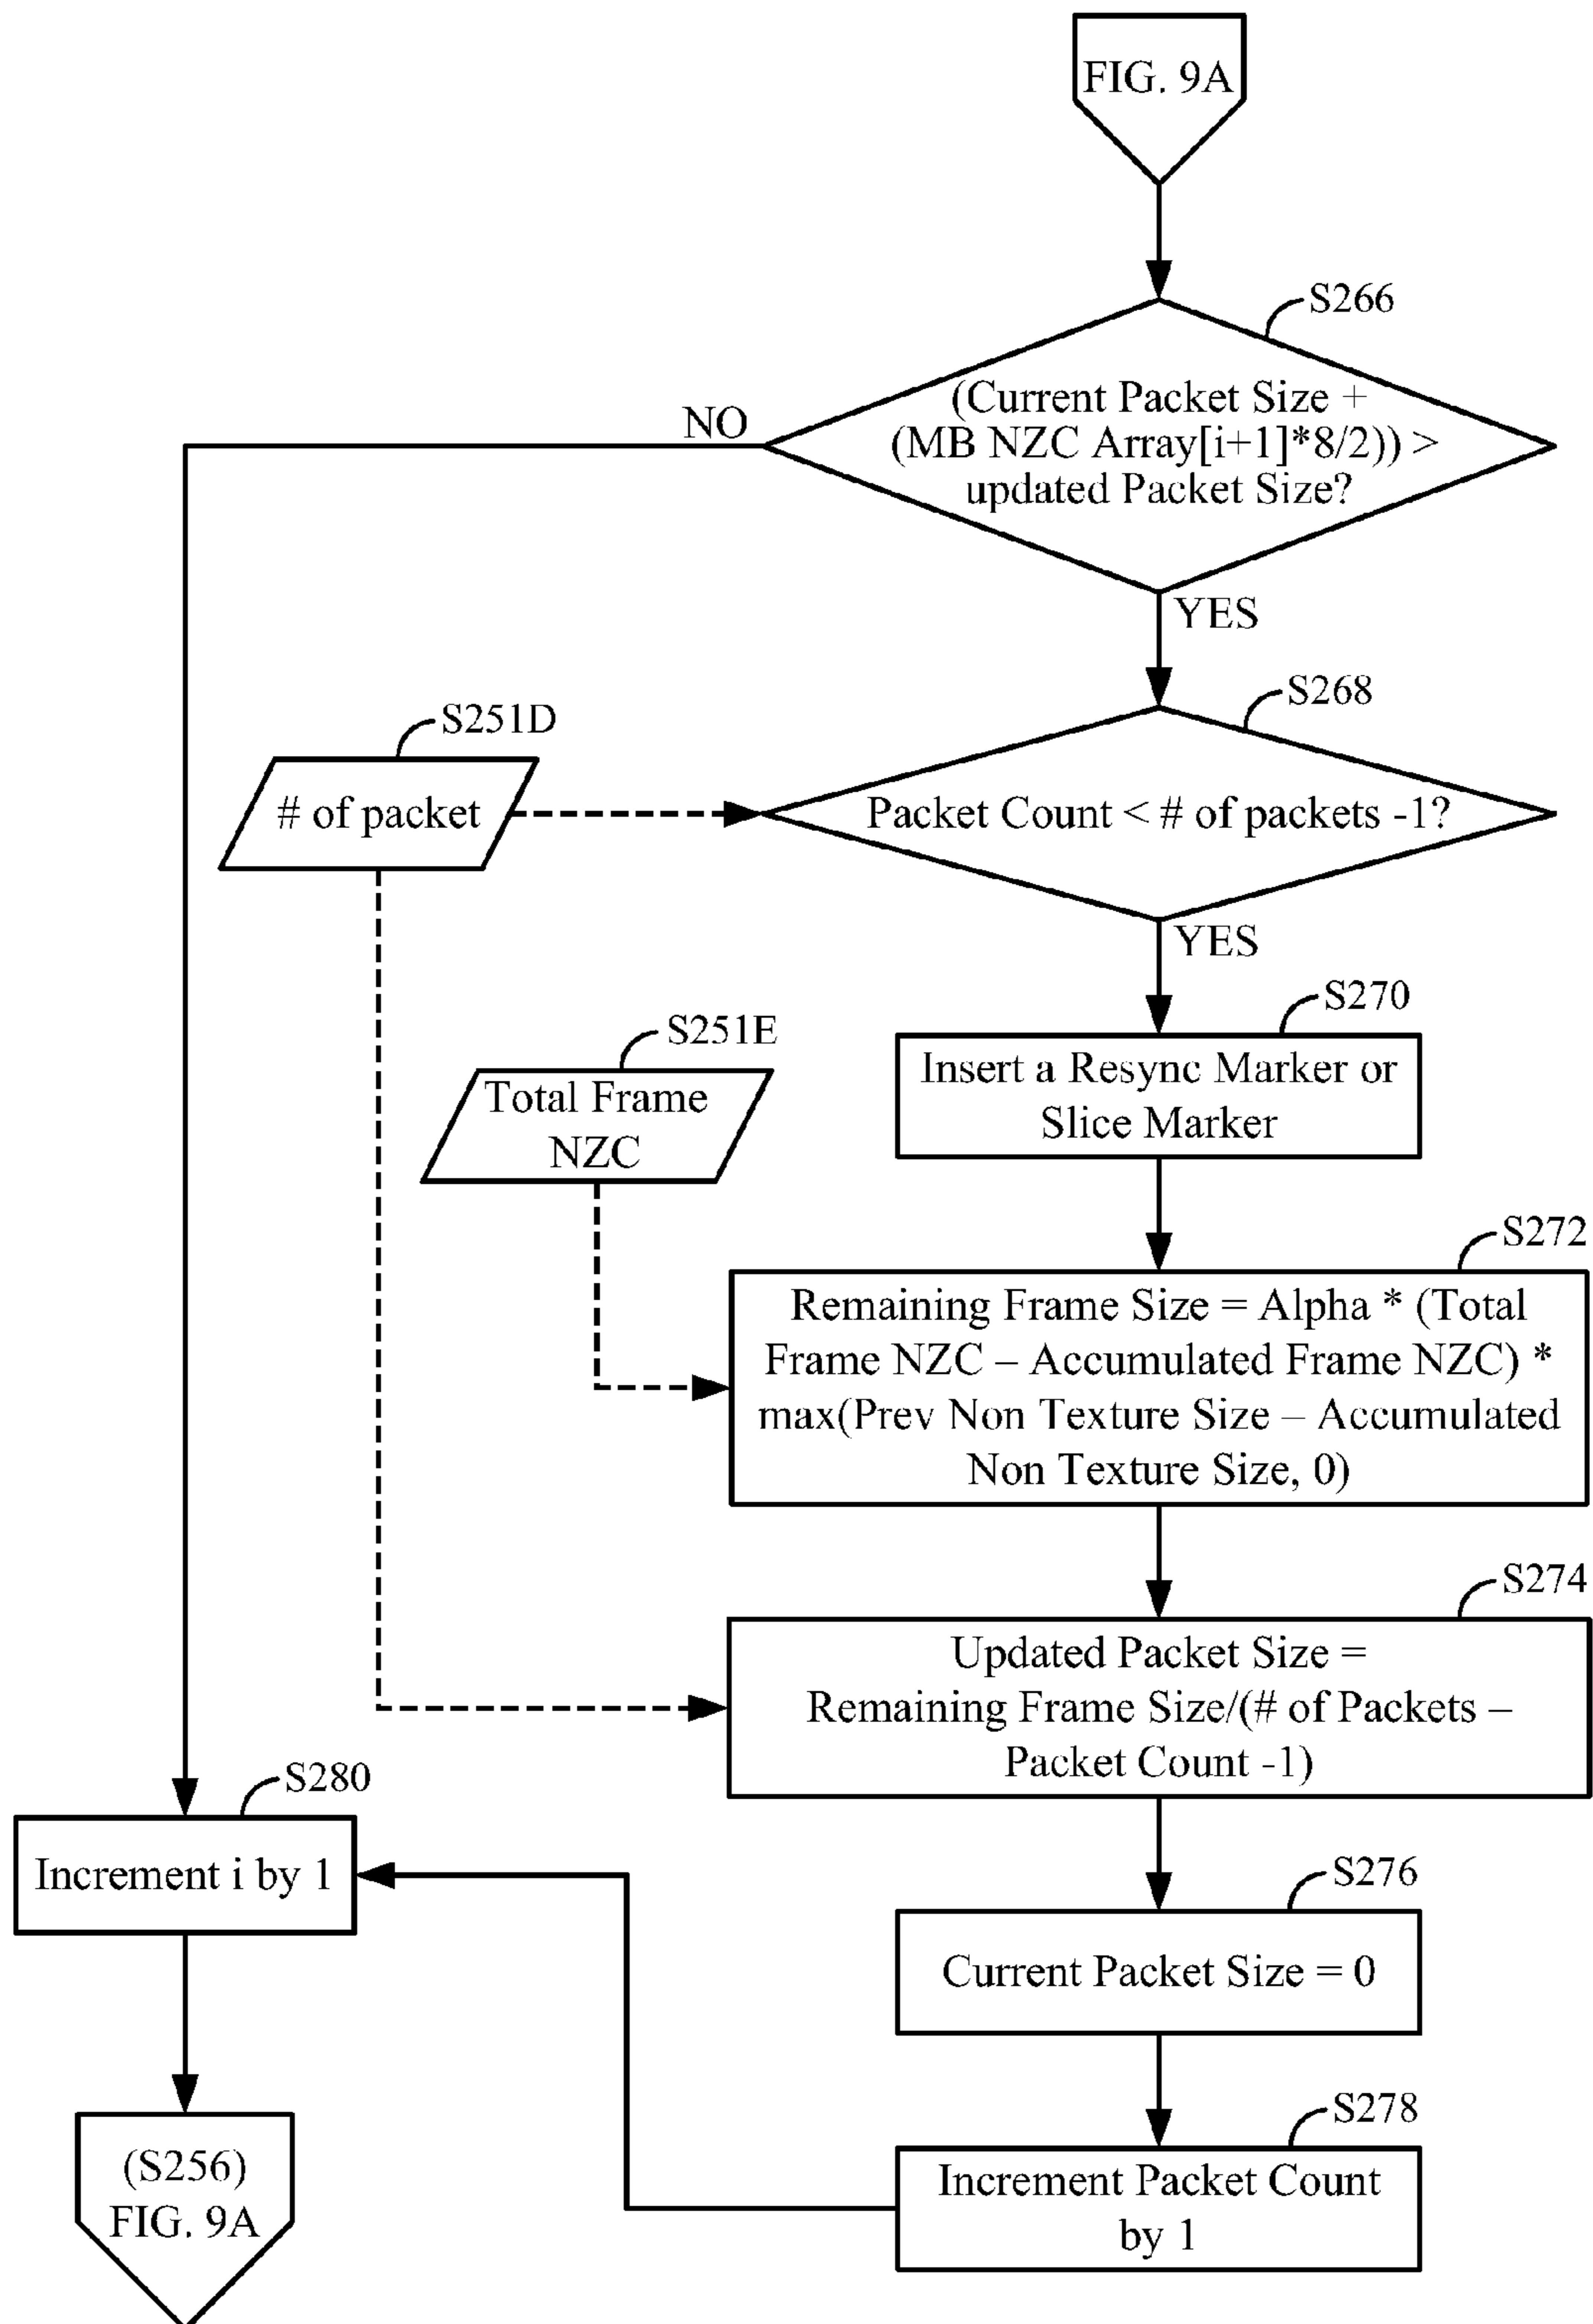 FIG. 9A
S266
(Current Packet Size +
(MB NZC Array[i+1]*8/2)) >
updated Packet Size?
NO
YES
S268
Packet Count < # of packets -1?
S251D
# of packet
YES
S270
Insert a Resync Marker or
Slice Marker
S251E
Total Frame
NZC
S272
Remaining Frame Size = Alpha * (Total
Frame NZC – Accumulated Frame NZC) *
max(Prev Non Texture Size – Accumulated
Non Texture Size, 0)
S274
Updated Packet Size =
Remaining Frame Size/(# of Packets –
Packet Count -1)
S280
Increment i by 1
S276
Current Packet Size = 0
S278
Increment Packet Count
by 1
(S256)
FIG. 9A